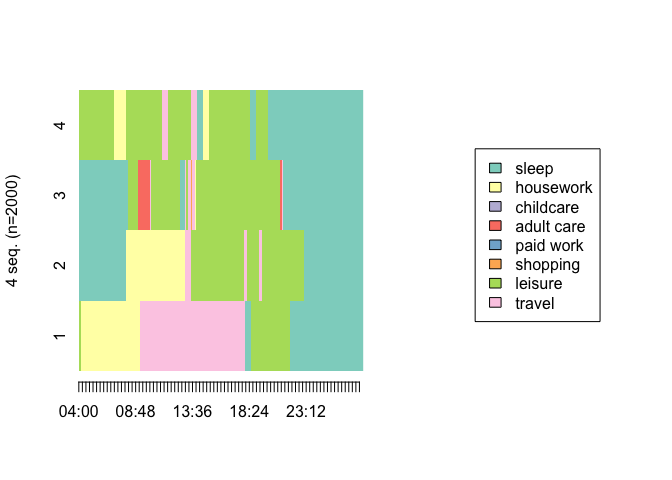 4 seq. (n=2000)
4
3
2
1
04:00 08:48 13:36 18:24 23:12
sleep
housework
childcare
adult care
paid work
shopping
leisure
travel